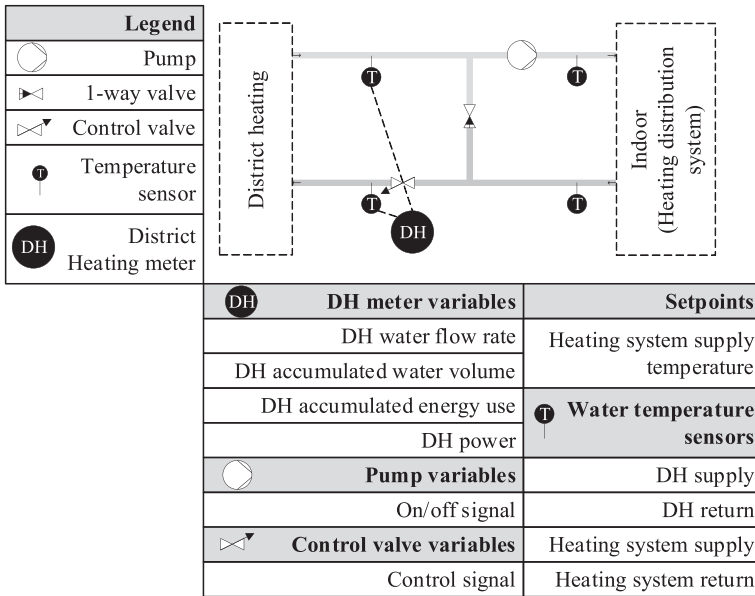 Legend
Pump
1-way valve
Control valve
T
Temperature
sensor
DH
District
Heating meter
District heating
T
T
T
T
DH
Indoor
(Heating distribution
system)
DH
DH meter variables
Setpoints
DH water flow rate
Heating system supply
temperature
DH accumulated water volume
DH accumulated energy use
T
Water temperature
sensors
DH power
Pump variables
DH supply
On/off signal
DH return
Control valve variables
Heating system supply
Control signal
Heating system return